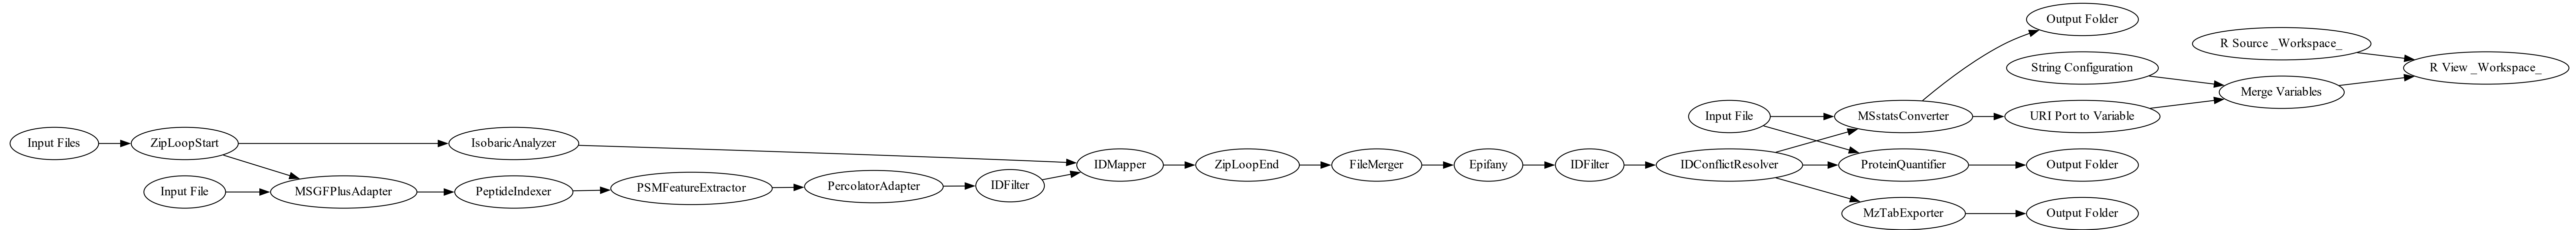 Input Files
ZipLoopStart
Input File
IsobaricAnalyzer
MSGFPlusAdapter
PeptideIndexer
PSMFeatureExtractor
PercolatorAdapter
IDFilter
IDMapper
ZipLoopEnd
FileMerger
Epifany
IDFilter
IDConflictResolver
Input File
MSstatsConverter
ProteinQuantifier
MzTabExporter
Output Folder
String Configuration
URI Port to Variable
Output Folder
Output Folder
R Source _Workspace_
Merge Variables
R View _Workspace_